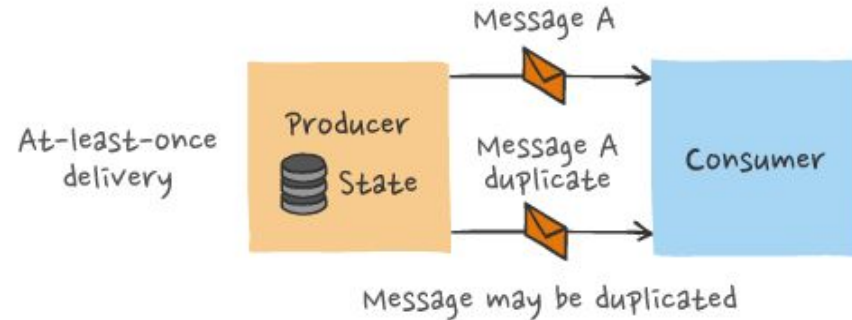 Message A
At-least-once
delivery
Producer
State
Message A
duplicate
Consumer
Message may be duplicated